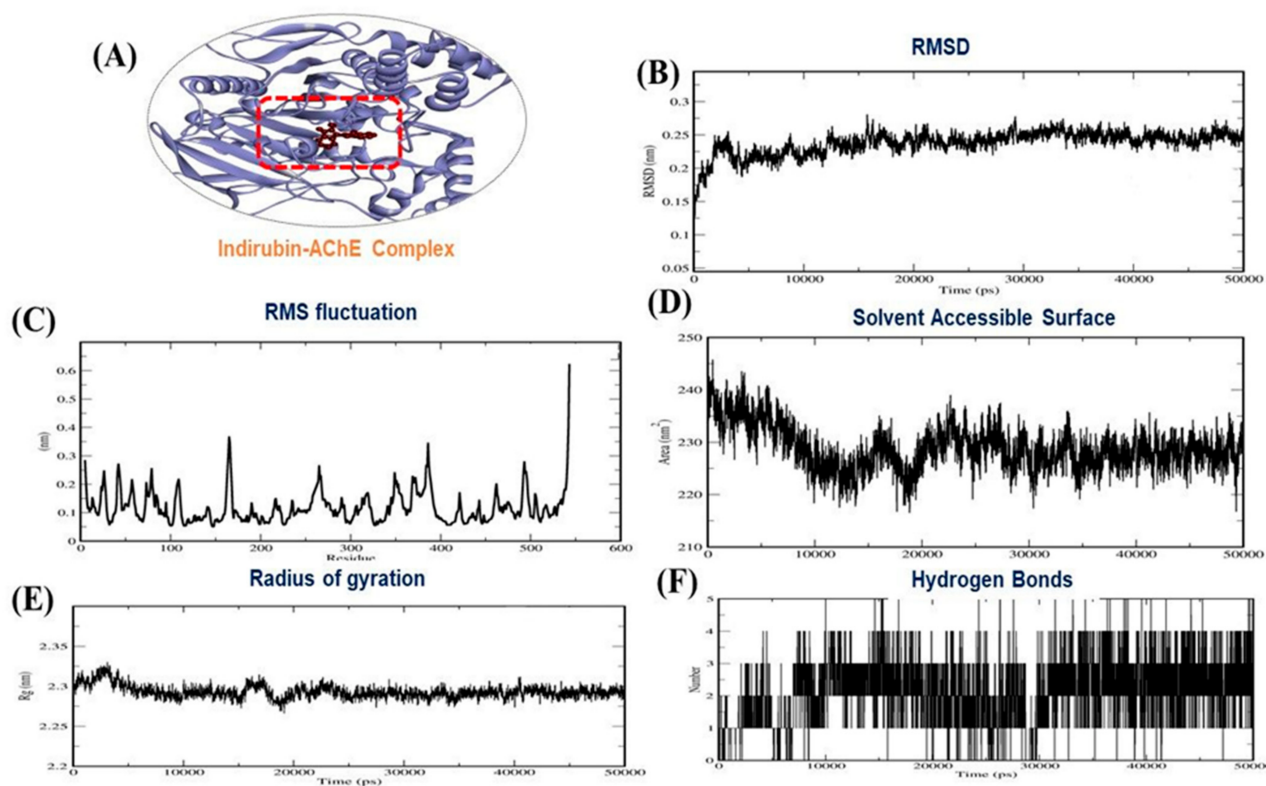 (A)
Indirubin-AChE Complex
(B)
RMSD
RMSD (nm)
0.3
0.25
0.2
0.15
0.1
0.05
0
10000
20000
30000
40000
50000
Time (ps)
(C)
RMS fluctuation
(nm)
0.6
0.5
0.4
0.3
0.2
0.1
0
0
100
200
300
400
500
600
Residue
(D)
Solvent Accessible Surface
Area (nm²)
250
240
230
220
210
0
10000
20000
30000
40000
50000
(E)
Radius of gyration
Rg (nm)
2.35
2.3
2.25
2.2
0
10000
20000
30000
40000
50000
Time (ps)
(F)
Hydrogen Bonds
Number
5
4
3
2
1
0
10000
20000
30000
40000
50000
Time (ps)